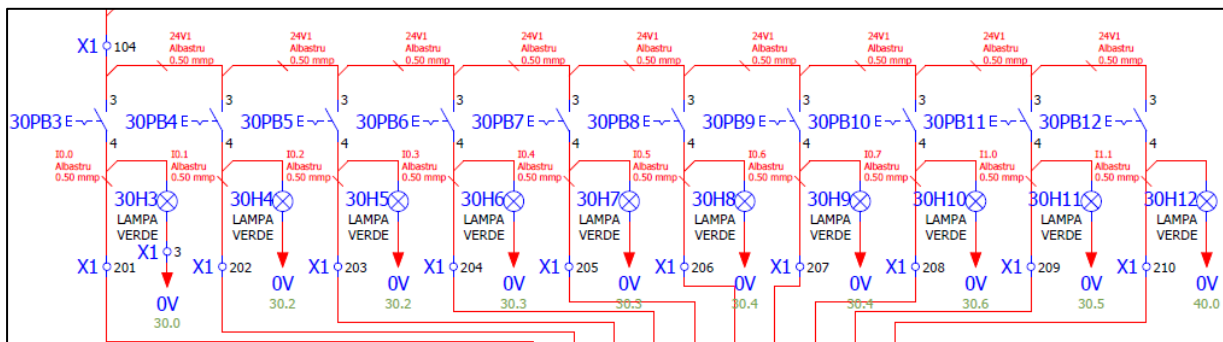 X1 104
24V1 24V1 24V1 24V1 24V1 24V1 24V1 24V1 24V1
Albastru Albastru Albastru Albastru Albastru Albastru Albastru Albastru Albastru
0.50 mmp 0.50 mmp 0.50 mmp 0.50 mmp 0.50 mmp 0.50 mmp 0.50 mmp 0.50 mmp 0.50 mmp
3 3 3 3 3 3 3 3 3 3
30PB3 E 30PB4 E 30PB5 E 30PB6 E 30PB7 E 30PB8 E 30PB9 E 30PB10 E 30PB11 E 30PB12 E
4 4 4 4 4 4 4 4 4 4
I0.0 I0.1 I0.2 I0.3 I0.4 I0.5 I0.6 I0.7 I1.0 I1.1
Albastru Albastru Albastru Albastru Albastru Albastru Albastru Albastru Albastru Albastru
0.50 mmp 0.50 mmp 0.50 mmp 0.50 mmp 0.50 mmp 0.50 mmp 0.50 mmp 0.50 mmp 0.50 mmp 0.50 mmp
30H3 30H4 30H5 30H6 30H7 30H8 30H9 30H10 30H11 30H12
LAMPA LAMPA LAMPA LAMPA LAMPA LAMPA LAMPA LAMPA LAMPA LAMPA
VERDE VERDE VERDE VERDE VERDE VERDE VERDE VERDE VERDE VERDE
X1 3
X1 201 X1 202 X1 203 X1 204 X1 205 X1 206 X1 207 X1 208 X1 209 X1 210
0V 0V 0V 0V 0V 0V 0V 0V 0V 0V
30.0 30.2 30.2 30.3 30.3 30.4 30.4 30.6 30.5 40.0